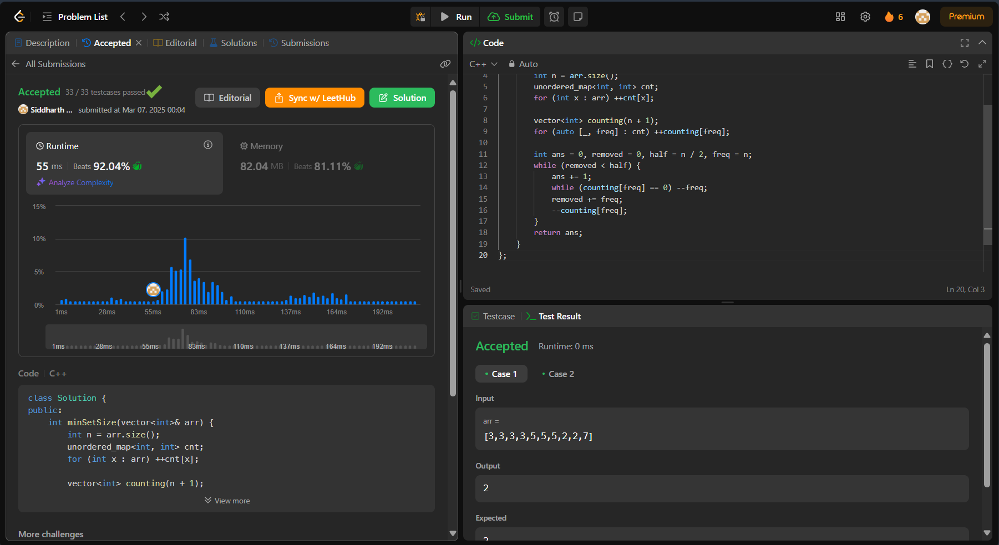 Problem List
Run
Submit
6
Premium
Description
Accepted
Editorial
Solutions
Submissions
All Submissions
Accepted 33 / 33 testcases passed
Siddharth ... submitted at Mar 07, 2025 00:04
Editorial
Sync w/ LeetHub
Solution
Runtime
55 ms Beats 92.04%
Analyze Complexity
Memory
82.04 MB Beats 81.11%
15%
10%
5%
0%
1ms 28ms 55ms 83ms 110ms 137ms 164ms 192ms
1ms 28ms 55ms 83ms 110ms 137ms 164ms 192ms
Code C++
class Solution {
public:
    int minSetSize(vector<int>& arr) {
        int n = arr.size();
        unordered_map<int, int> cnt;
        for (int x : arr) ++cnt[x];
        vector<int> counting(n + 1);
View more
More challenges
</> Code
C++ Auto
4 int n = arr.size();
5 unordered_map<int, int> cnt;
6 for (int x : arr) ++cnt[x];
7
8 vector<int> counting(n + 1);
9 for (auto [_, freq] : cnt) ++counting[freq];
10
11 int ans = 0, removed = 0, half = n / 2, freq = n;
12 while (removed < half) {
13 ans += 1;
14 while (counting[freq] == 0) --freq;
15 removed += freq;
16 --counting[freq];
17 }
18 return ans;
19 }
20 };
Saved
Ln 20, Col 3
Testcase
Test Result
Accepted Runtime: 0 ms
Case 1
Case 2
Input
arr =
[3,3,3,3,5,5,5,2,2,7]
Output
2
Expected
2